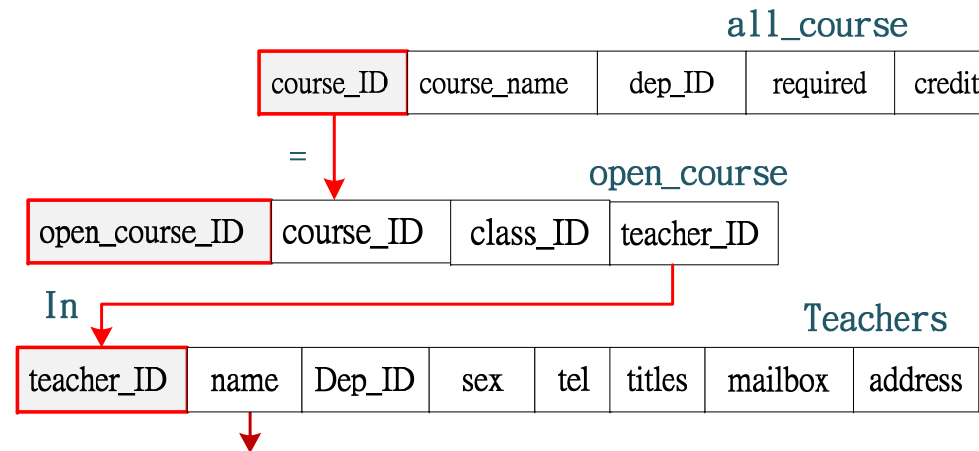 all_course
course_ID course_name dep_ID required credit
=
open_course
open_course_ID course_ID class_ID teacher_ID
In
Teachers
teacher_ID name Dep_ID sex tel titles mailbox address